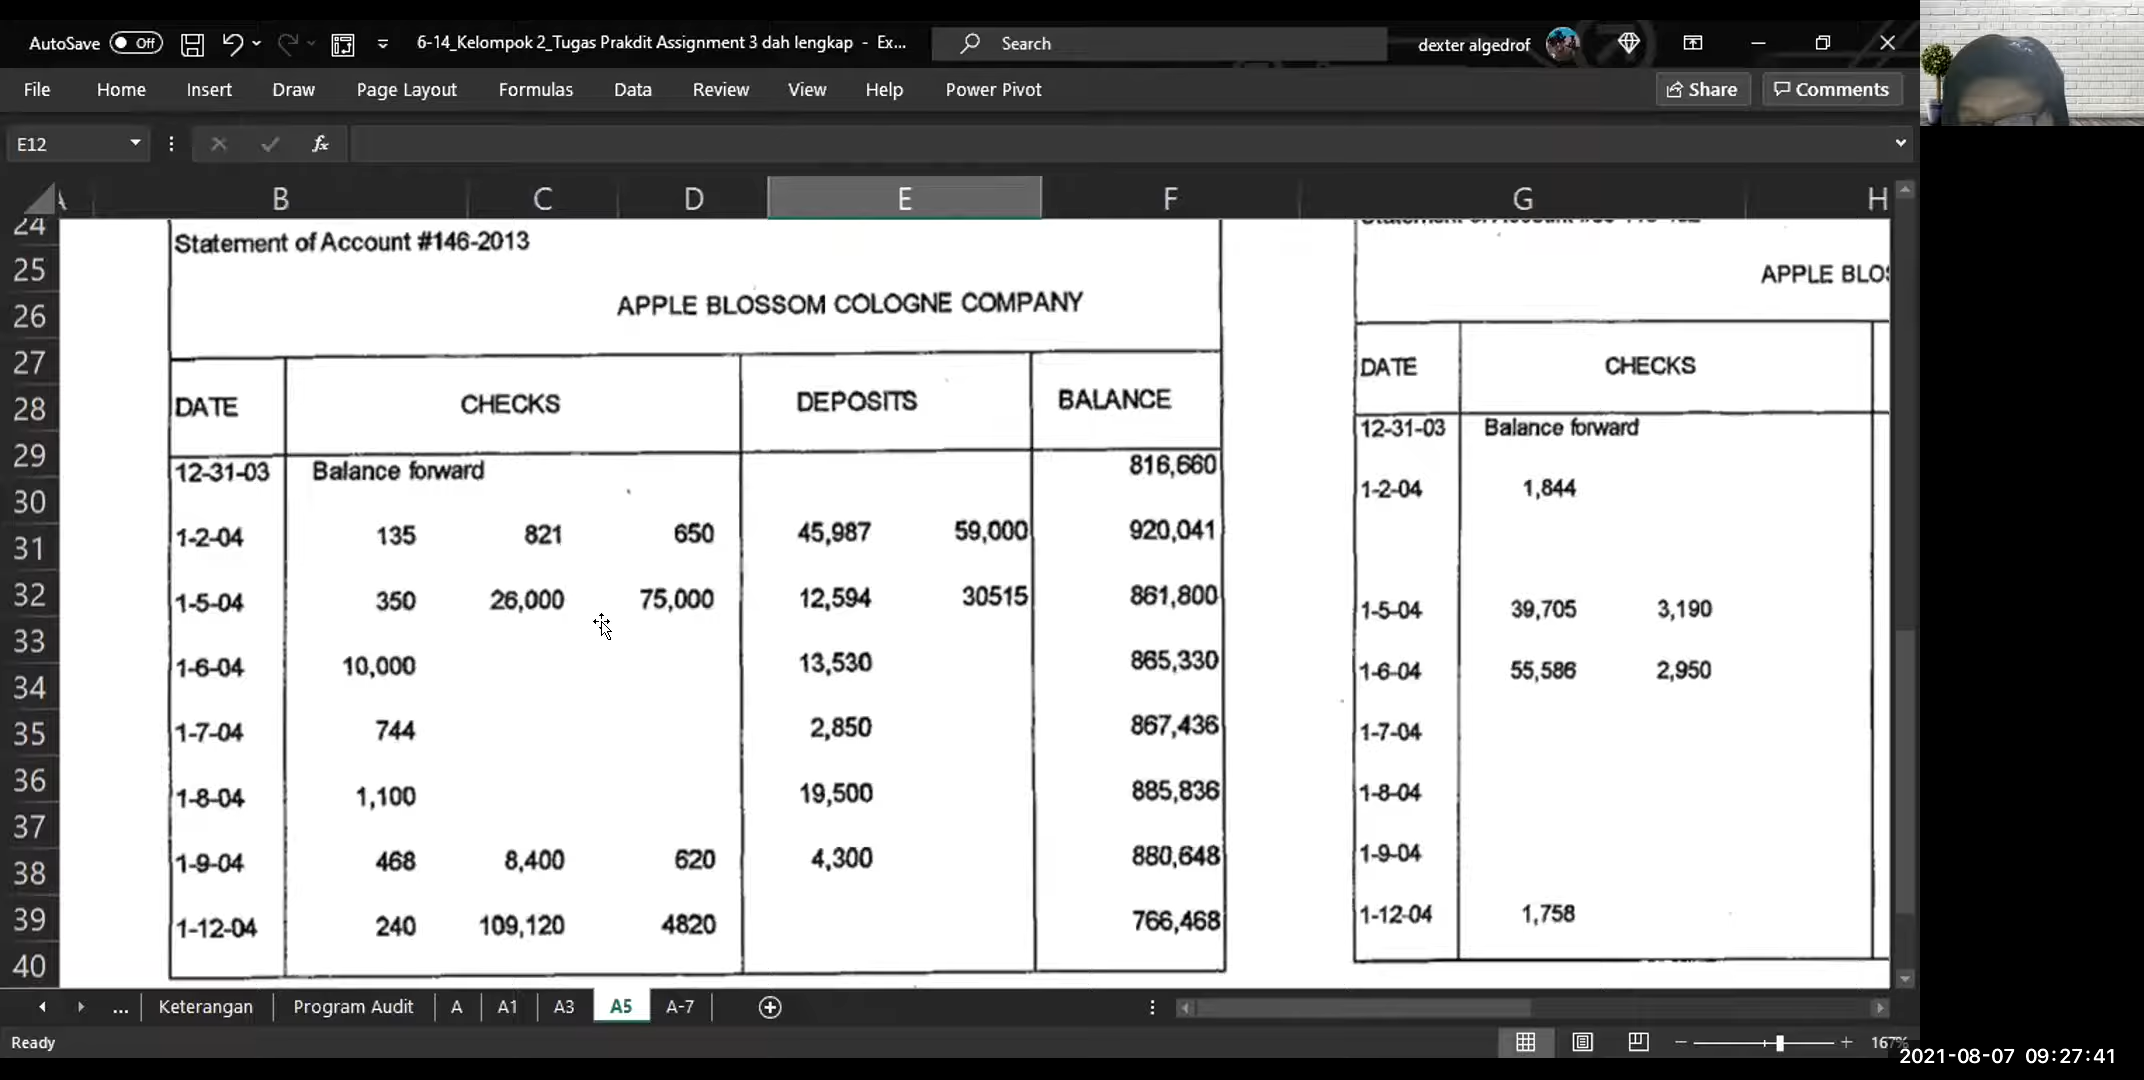 AutoSave Off 6-14_Kelompok 2_Tugas Prakdit Assignment 3 dah lengkap - Ex... Search dexter algedrof
File Home Insert Draw Page Layout Formulas Data Review View Help Power Pivot Share Comments
E12 fx
B C D E F G H
24
25
26
27
28
29
30
31
32
33
34
35
36
37
38
39
40
Statement of Account #146-2013
APPLE BLOSSOM COLOGNE COMPANY
DATE CHECKS DEPOSITS BALANCE
12-31-03 Balance forward 816,660
1-2-04 135 821 650 45,987 59,000 920,041
1-5-04 350 26,000 75,000 12,594 30515 861,800
1-6-04 10,000 13,530 865,330
1-7-04 744 2,850 867,436
1-8-04 1,100 19,500 885,836
1-9-04 468 8,400 620 4,300 880,648
1-12-04 240 109,120 4820 766,468
APPLE BLOS
DATE CHECKS
12-31-03 Balance forward
1-2-04 1,844
1-5-04 39,705 3,190
1-6-04 55,586 2,950
1-7-04
1-8-04
1-9-04
1-12-04 1,758
... Keterangan Program Audit A A1 A3 A5 A-7
Ready 167%
2021-08-07 09:27:41